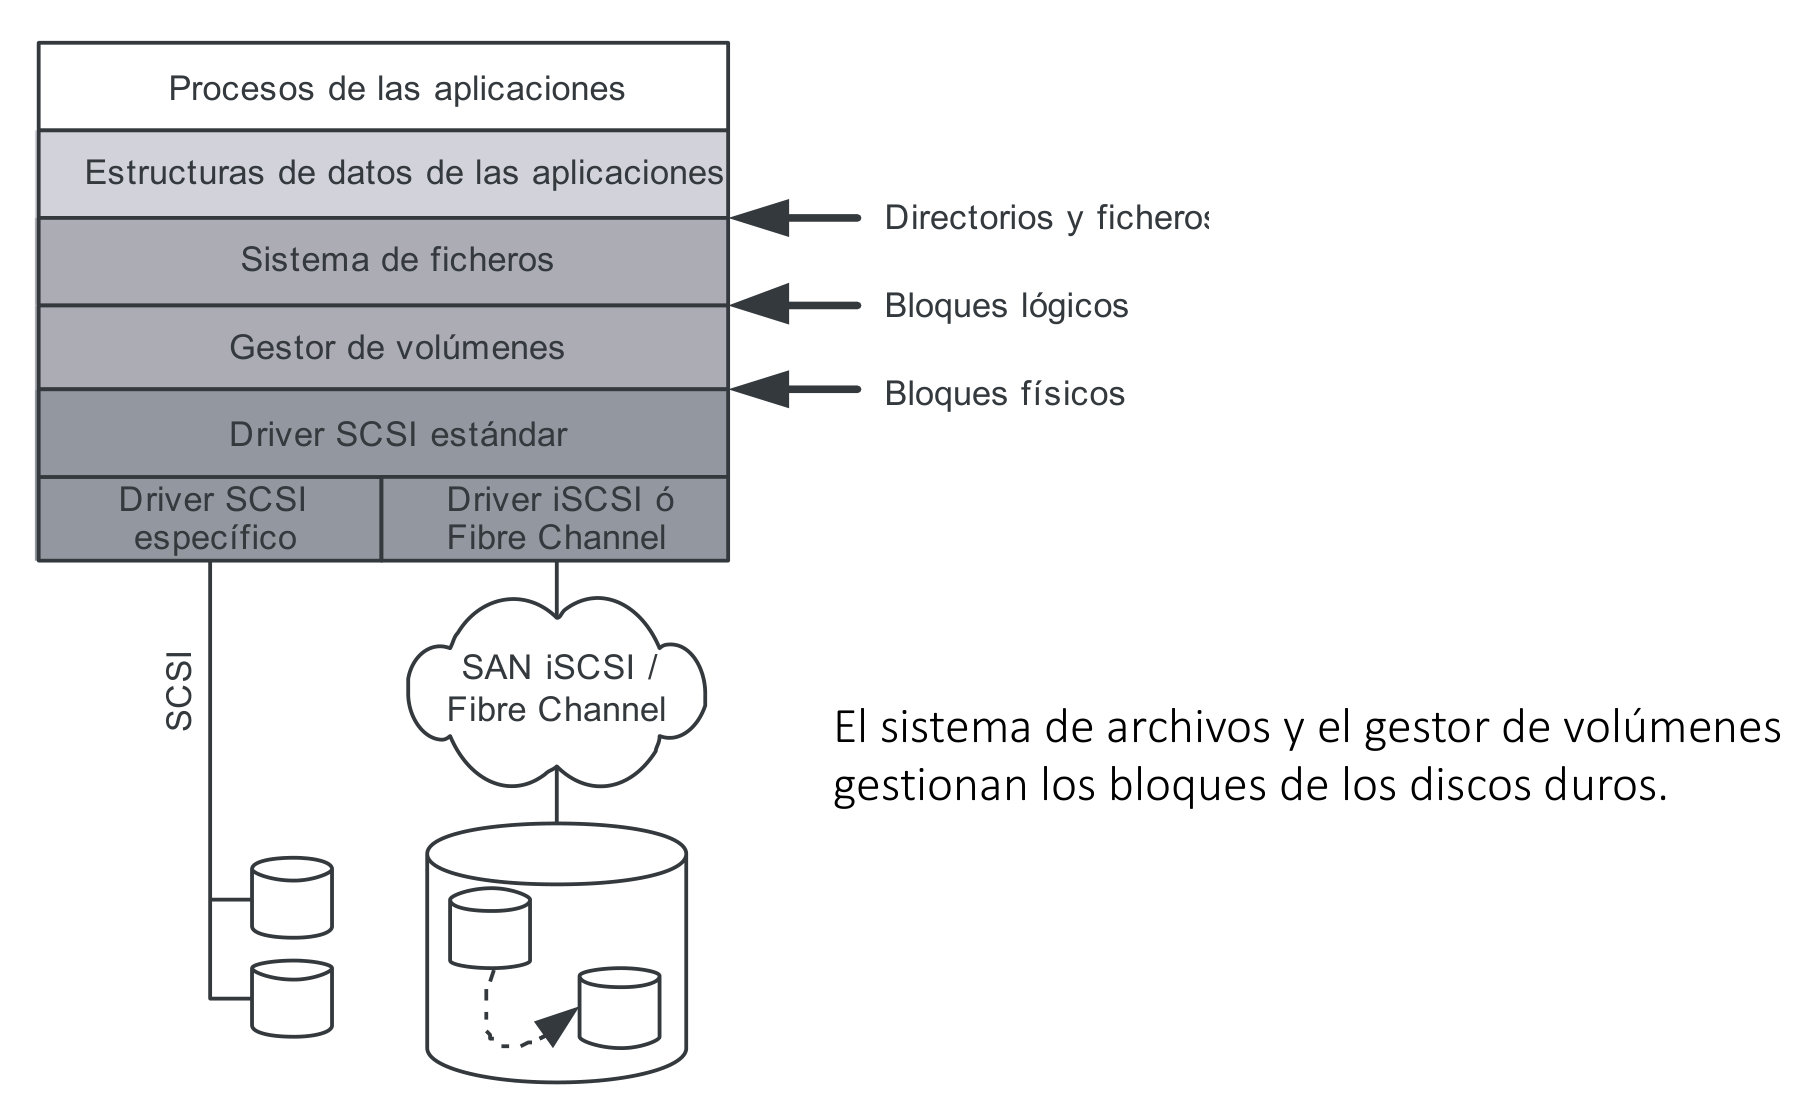 Procesos de las aplicaciones
Estructuras de datos de las aplicaciones
Directorios y ficheros
Sistema de ficheros
Bloques lógicos
Gestor de volúmenes
Bloques físicos
Driver SCSI estándar
Driver SCSI
específico
Driver iSCSI ó
Fibre Channel
SCSI
SAN iSCSI /
Fibre Channel
El sistema de archivos y el gestor de volúmenes
gestionan los bloques de los discos duros.